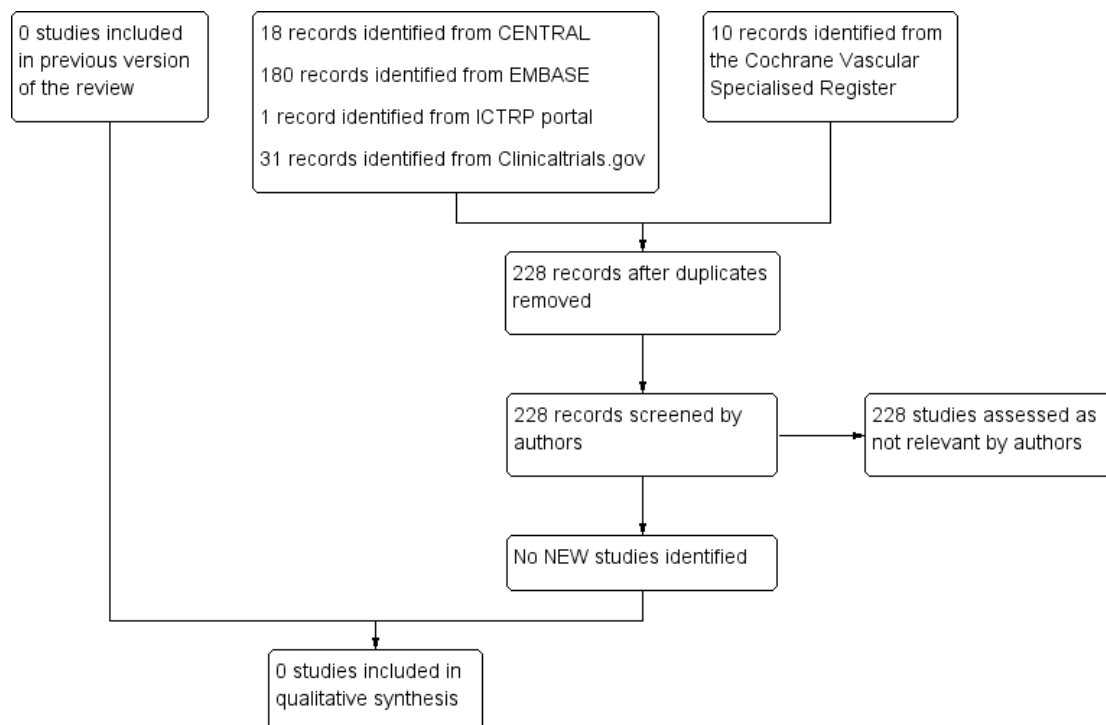 0 studies included
in previous version
of the review
18 records identified from CENTRAL
180 records identified from EMBASE
1 record identified from ICTRP portal
31 records identified from Clinicaltrials.gov
10 records identified from
the Cochrane Vascular
Specialised Register
228 records after duplicates
removed
228 records screened by
authors
228 studies assessed as
not relevant by authors
No NEW studies identified
0 studies included in
qualitative synthesis